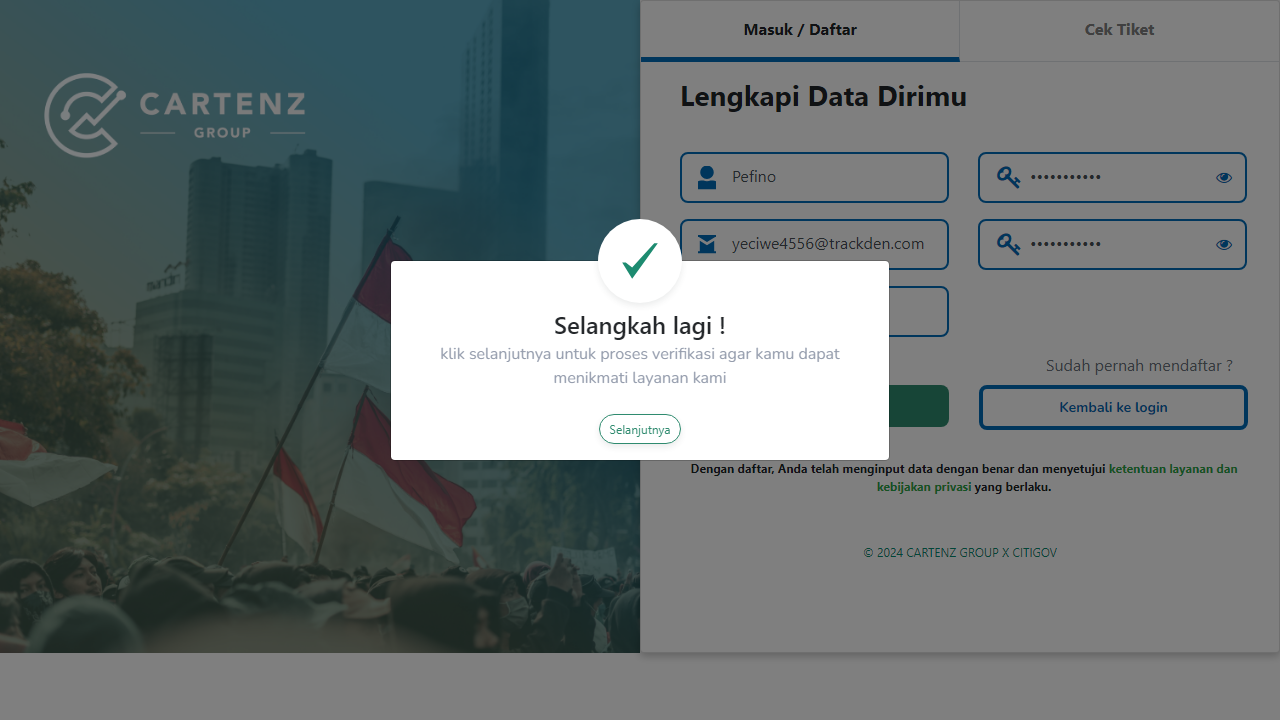 CARTENZ
GROUP
Masuk / Daftar
Cek Tiket
Lengkapi Data Dirimu
Pefino
•••••••••••
yeciwe4556@trackden.com
•••••••••••
Selangkah lagi !
klik selanjutnya untuk proses verifikasi agar kamu dapat
menikmati layanan kami
Selanjutnya
Sudah pernah mendaftar ?
Kembali ke login
Dengan daftar, Anda telah menginput data dengan benar dan menyetujui ketentuan layanan dan
kebijakan privasi yang berlaku.
© 2024 CARTENZ GROUP X CITIGOV